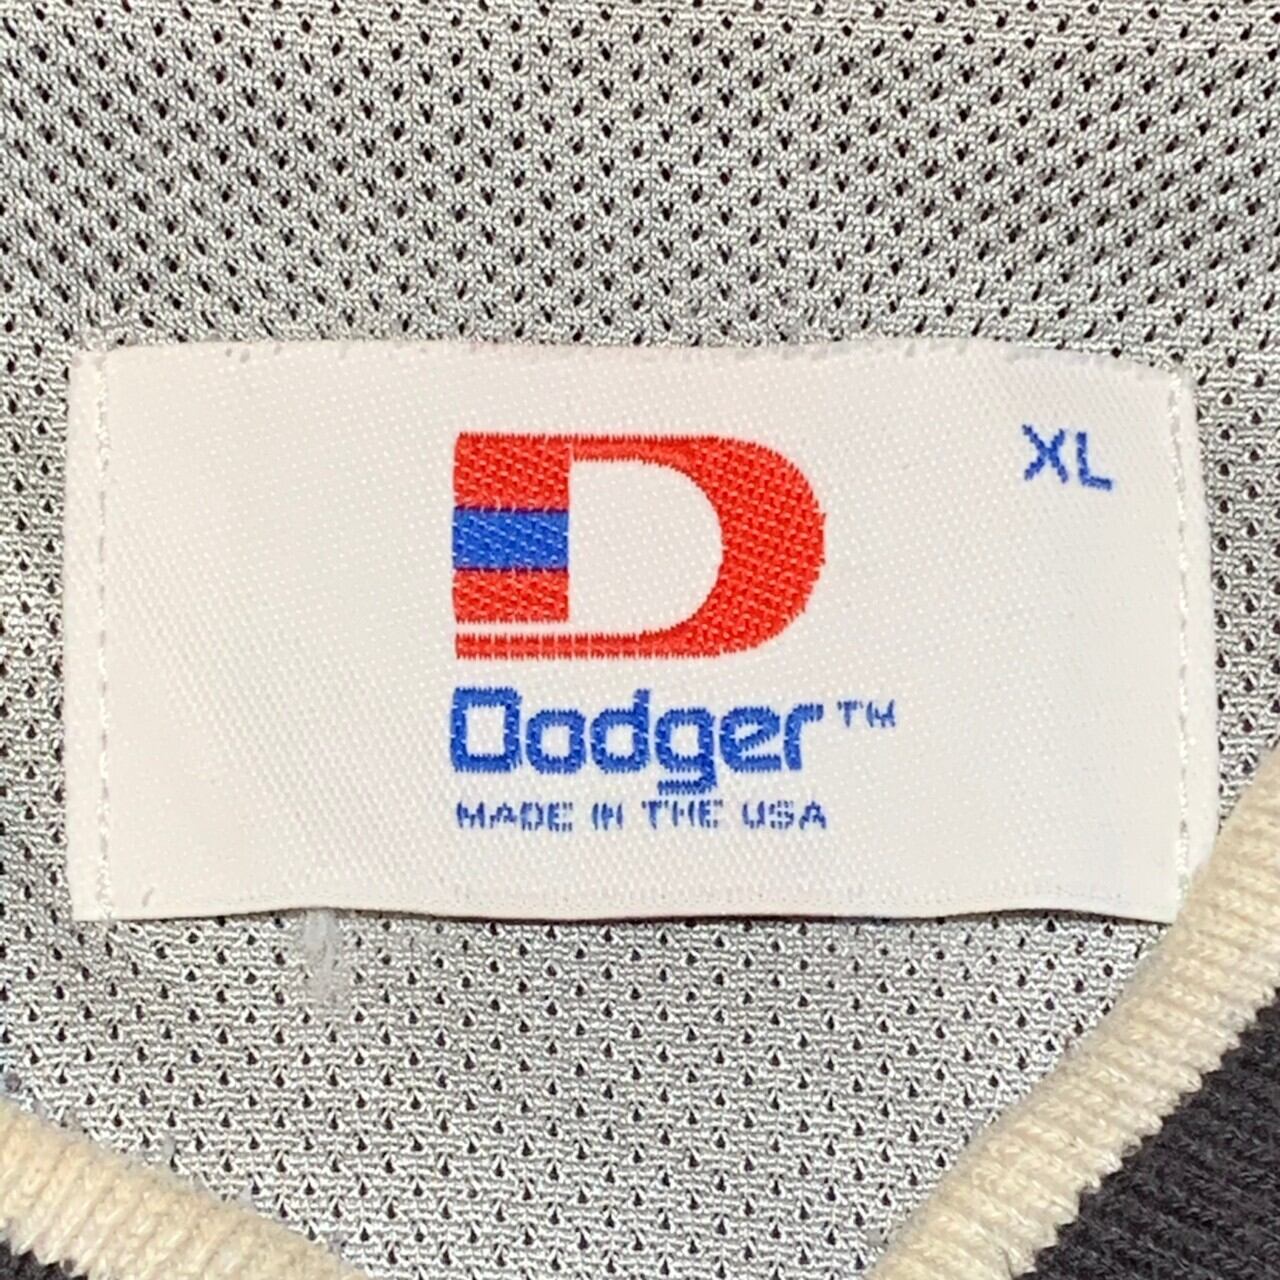 XL
D
Dodger™
MADE IN THE USA